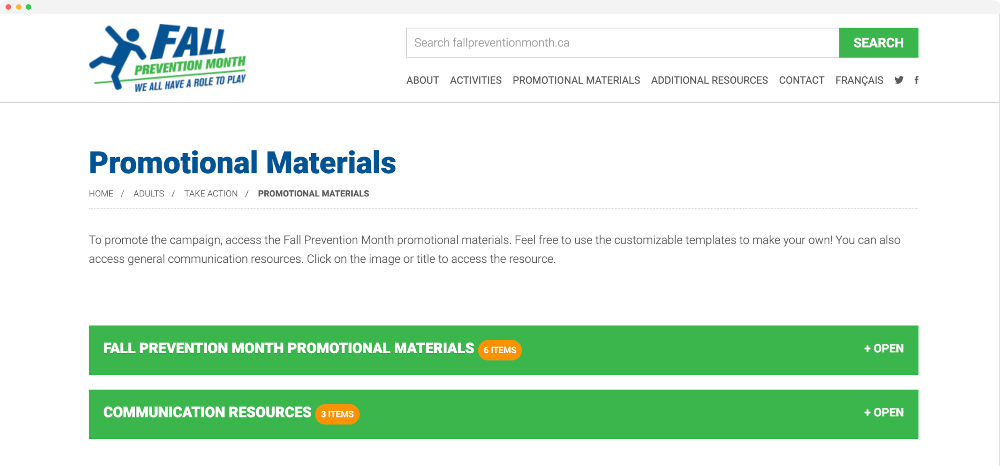 FALL
PREVENTION MONTH
WE ALL HAVE A ROLE TO PLAY
Search fallpreventionmonth.ca
SEARCH
ABOUT ACTIVITIES PROMOTIONAL MATERIALS ADDITIONAL RESOURCES CONTACT FRANÇAIS
Promotional Materials
HOME / ADULTS / TAKE ACTION / PROMOTIONAL MATERIALS
To promote the campaign, access the Fall Prevention Month promotional materials. Feel free to use the customizable templates to make your own! You can also
access general communication resources. Click on the image or title to access the resource.
FALL PREVENTION MONTH PROMOTIONAL MATERIALS 6 ITEMS + OPEN
COMMUNICATION RESOURCES 3 ITEMS + OPEN